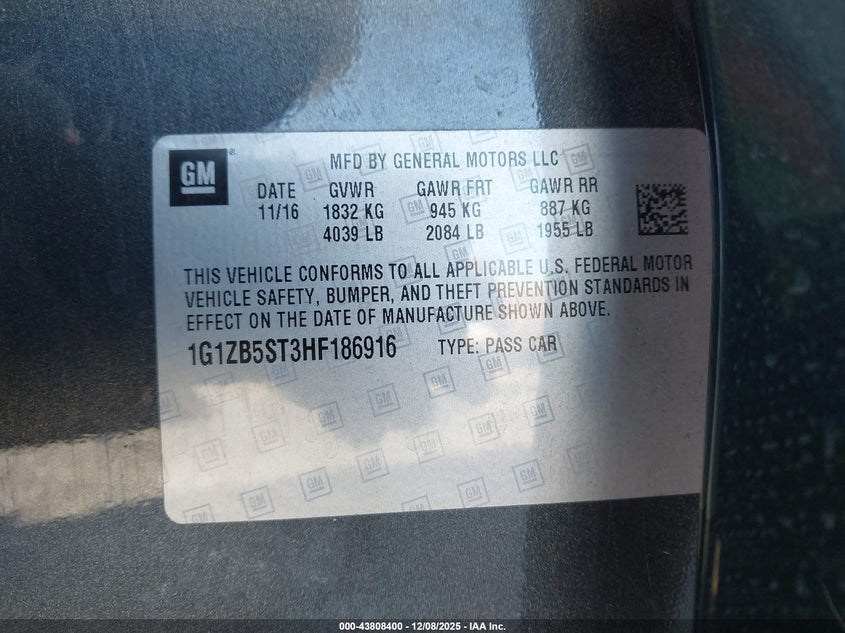 GM
MFD BY GENERAL MOTORS LLC
DATE GVWR GAWR FRT GAWR RR
11/16 1832 KG 945 KG 887 KG
4039 LB 2084 LB 1955 LB
THIS VEHICLE CONFORMS TO ALL APPLICABLE U.S. FEDERAL MOTOR
VEHICLE SAFETY, BUMPER, AND THEFT PREVENTION STANDARDS IN
EFFECT ON THE DATE OF MANUFACTURE SHOWN ABOVE.
1G1ZB5ST3HF186916 TYPE: PASS CAR
000-43808400 - 12/08/2025 - IAA Inc.